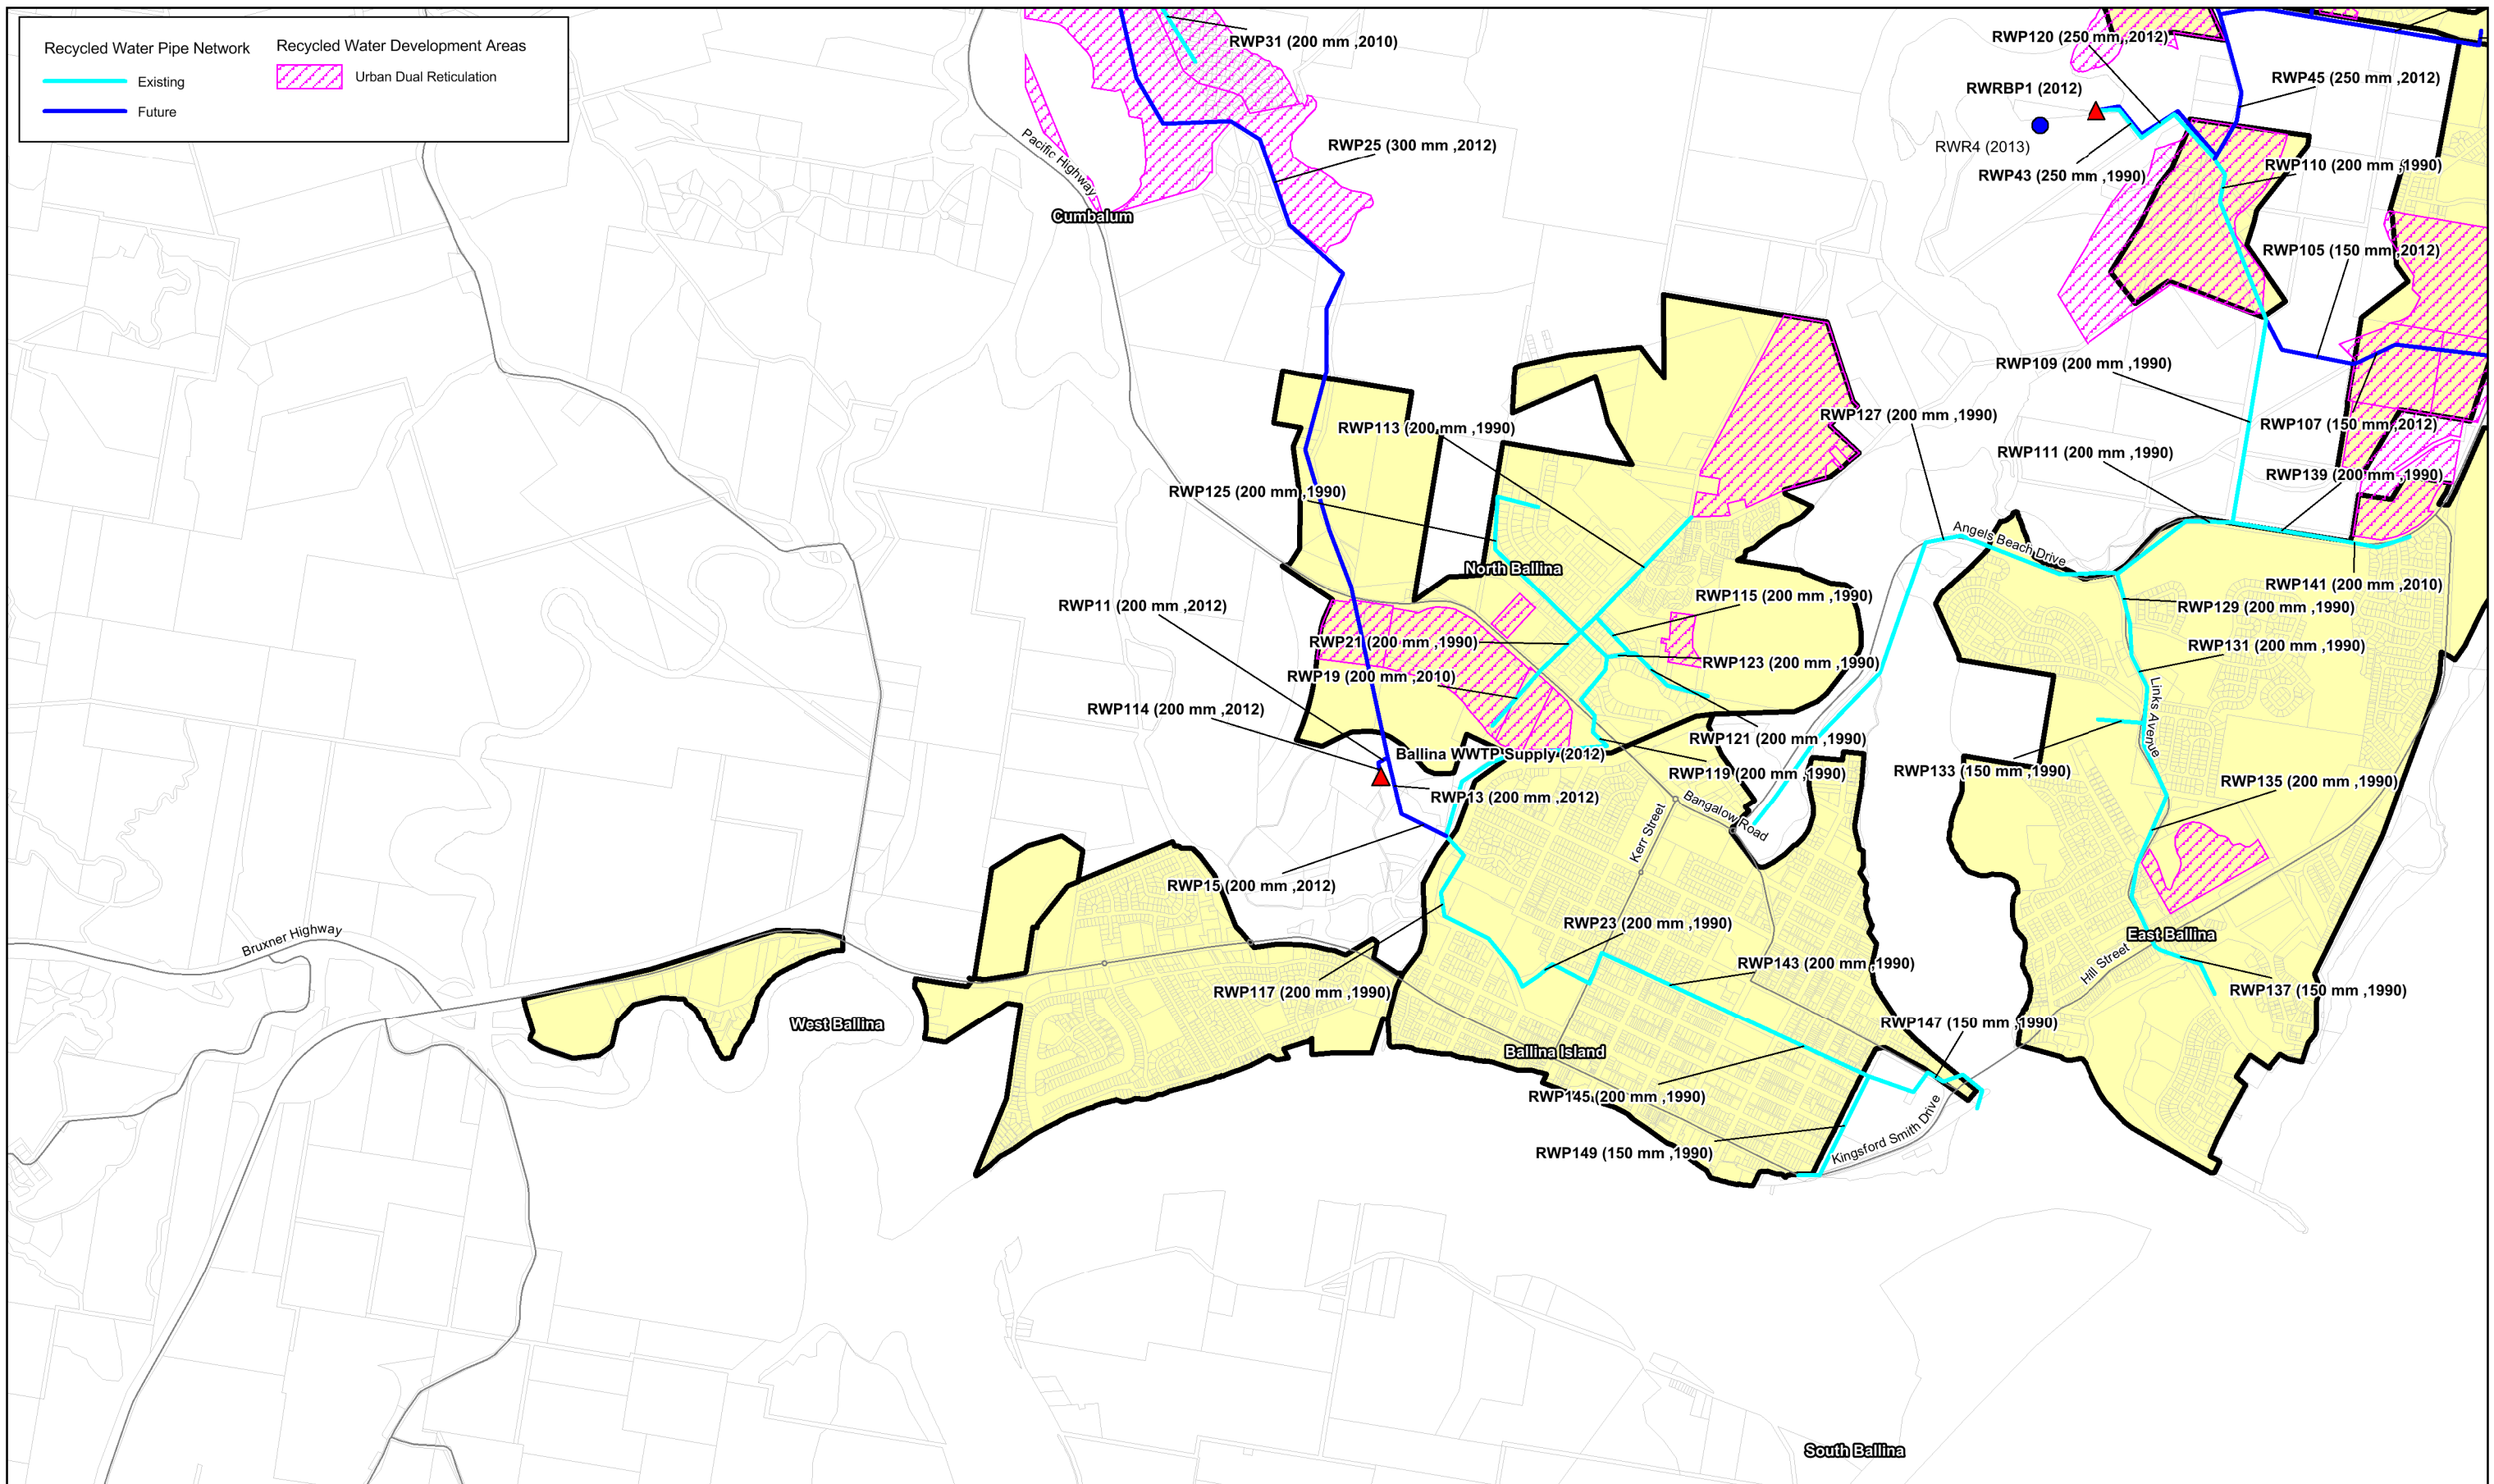 Recycled Water Pipe Network
Existing
Future
Recycled Water Development Areas
Urban Dual Reticulation
RWP31 (200 mm ,2010)
RWP120 (250 mm ,2012)
RWP45 (250 mm ,2012)
RWRBP1 (2012)
RWR4 (2013)
RWP43 (250 mm ,1990)
RWP110 (200 mm ,1990)
Pacific Highway
RWP25 (300 mm ,2012)
Cumbalum
RWP105 (150 mm ,2012)
RWP109 (200 mm ,1990)
RWP127 (200 mm ,1990)
RWP107 (150 mm ,2012)
RWP113 (200 mm ,1990)
RWP111 (200 mm ,1990)
RWP139 (200 mm ,1990)
RWP125 (200 mm ,1990)
Angels Beach Drive
North Ballina
RWP141 (200 mm ,2010)
RWP115 (200 mm ,1990)
RWP11 (200 mm ,2012)
RWP129 (200 mm ,1990)
RWP21 (200 mm ,1990)
RWP131 (200 mm ,1990)
RWP123 (200 mm ,1990)
RWP19 (200 mm ,2010)
RWP114 (200 mm ,2012)
Links Avenue
RWP121 (200 mm ,1990)
Ballina WWTP Supply (2012)
RWP119 (200 mm ,1990)
RWP133 (150 mm ,1990)
RWP135 (200 mm ,1990)
RWP13 (200 mm ,2012)
Bangalow Road
Kerr Street
RWP15 (200 mm ,2012)
RWP23 (200 mm ,1990)
Bruxner Highway
East Ballina
Hill Street
RWP143 (200 mm ,1990)
RWP117 (200 mm ,1990)
RWP137 (150 mm ,1990)
West Ballina
RWP147 (150 mm ,1990)
Ballina Island
RWP145 (200 mm ,1990)
Kingsford Smith Drive
RWP149 (150 mm ,1990)
South Ballina